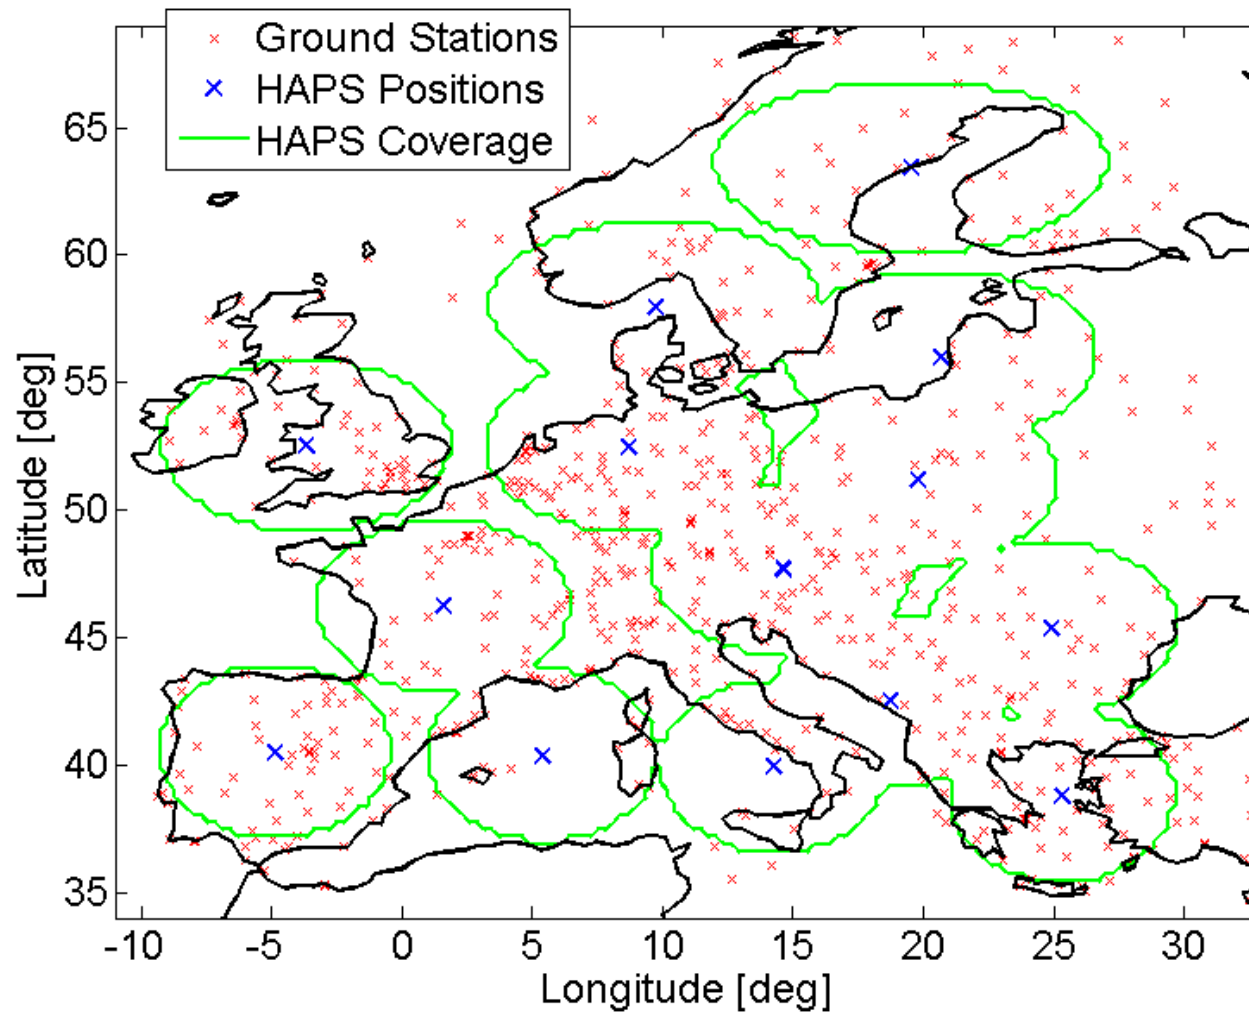 Ground Stations
HAPS Positions
HAPS Coverage
65
60
55
50
45
40
35
Latitude [deg]
-10 -5 0 5 10 15 20 25 30
Longitude [deg]